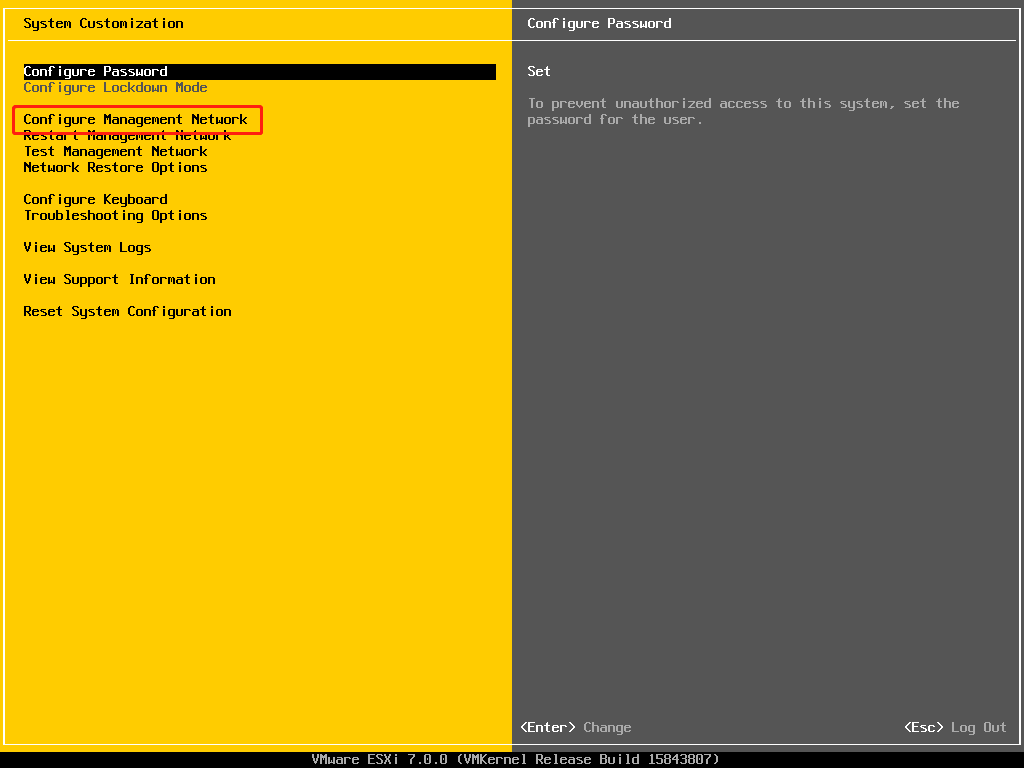 System Customization
Configure Password
Configure Password
Configure Lockdown Mode
Configure Management Network
Restart Management Network
Test Management Network
Network Restore Options
Configure Keyboard
Troubleshooting Options
View System Logs
View Support Information
Reset System Configuration
Set
To prevent unauthorized access to this system, set the
password for the user.
<Enter> Change
<Esc> Log Out
VMware ESXi 7.0.0 (VMKernel Release Build 15843807)